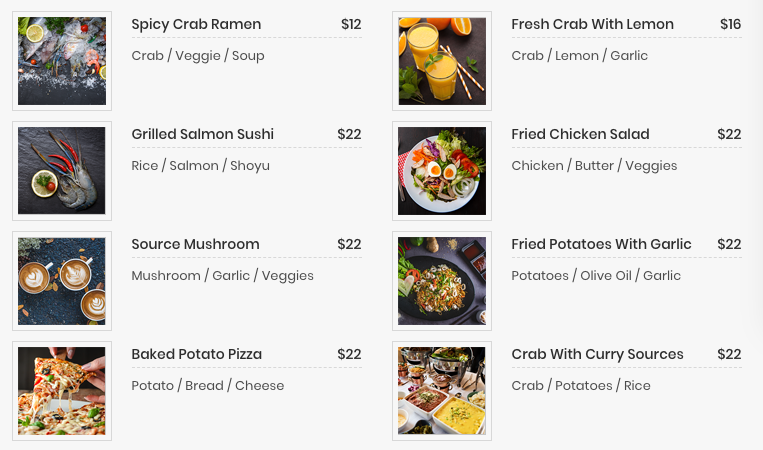 Spicy Crab Ramen $12
Crab / Veggie / Soup
Fresh Crab With Lemon $16
Crab / Lemon / Garlic
Grilled Salmon Sushi $22
Rice / Salmon / Shoyu
Fried Chicken Salad $22
Chicken / Butter / Veggies
Source Mushroom $22
Mushroom / Garlic / Veggies
Fried Potatoes With Garlic $22
Potatoes / Olive Oil / Garlic
Baked Potato Pizza $22
Potato / Bread / Cheese
Crab With Curry Sources $22
Crab / Potatoes / Rice